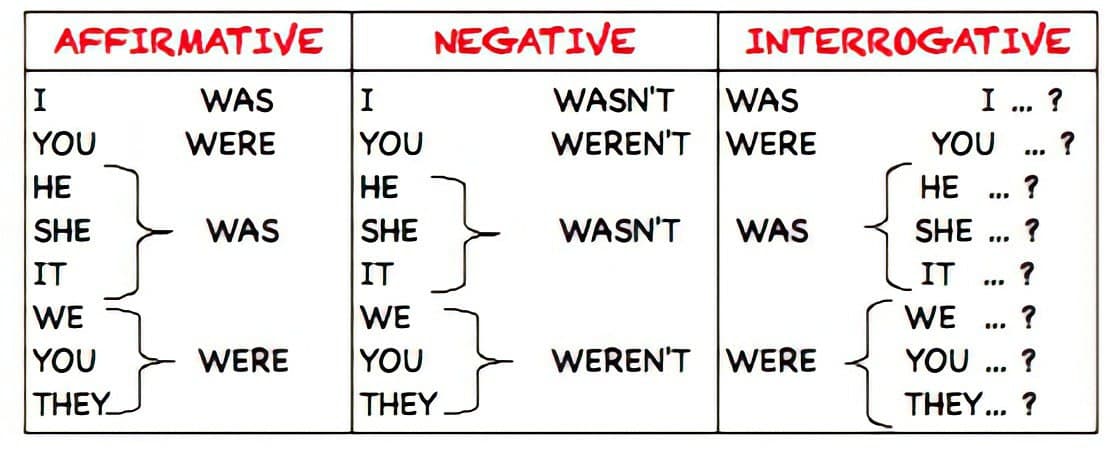 AFFIRMATIVE NEGATIVE INTERROGATIVE
I WAS I WASN'T WAS I ... ?
YOU WERE YOU WEREN'T WERE YOU ... ?
HE HE HE ... ?
SHE WAS SHE WASN'T WAS SHE ... ?
IT IT IT ... ?
WE WE WE ... ?
YOU WERE YOU WEREN'T WERE YOU ... ?
THEY THEY THEY... ?